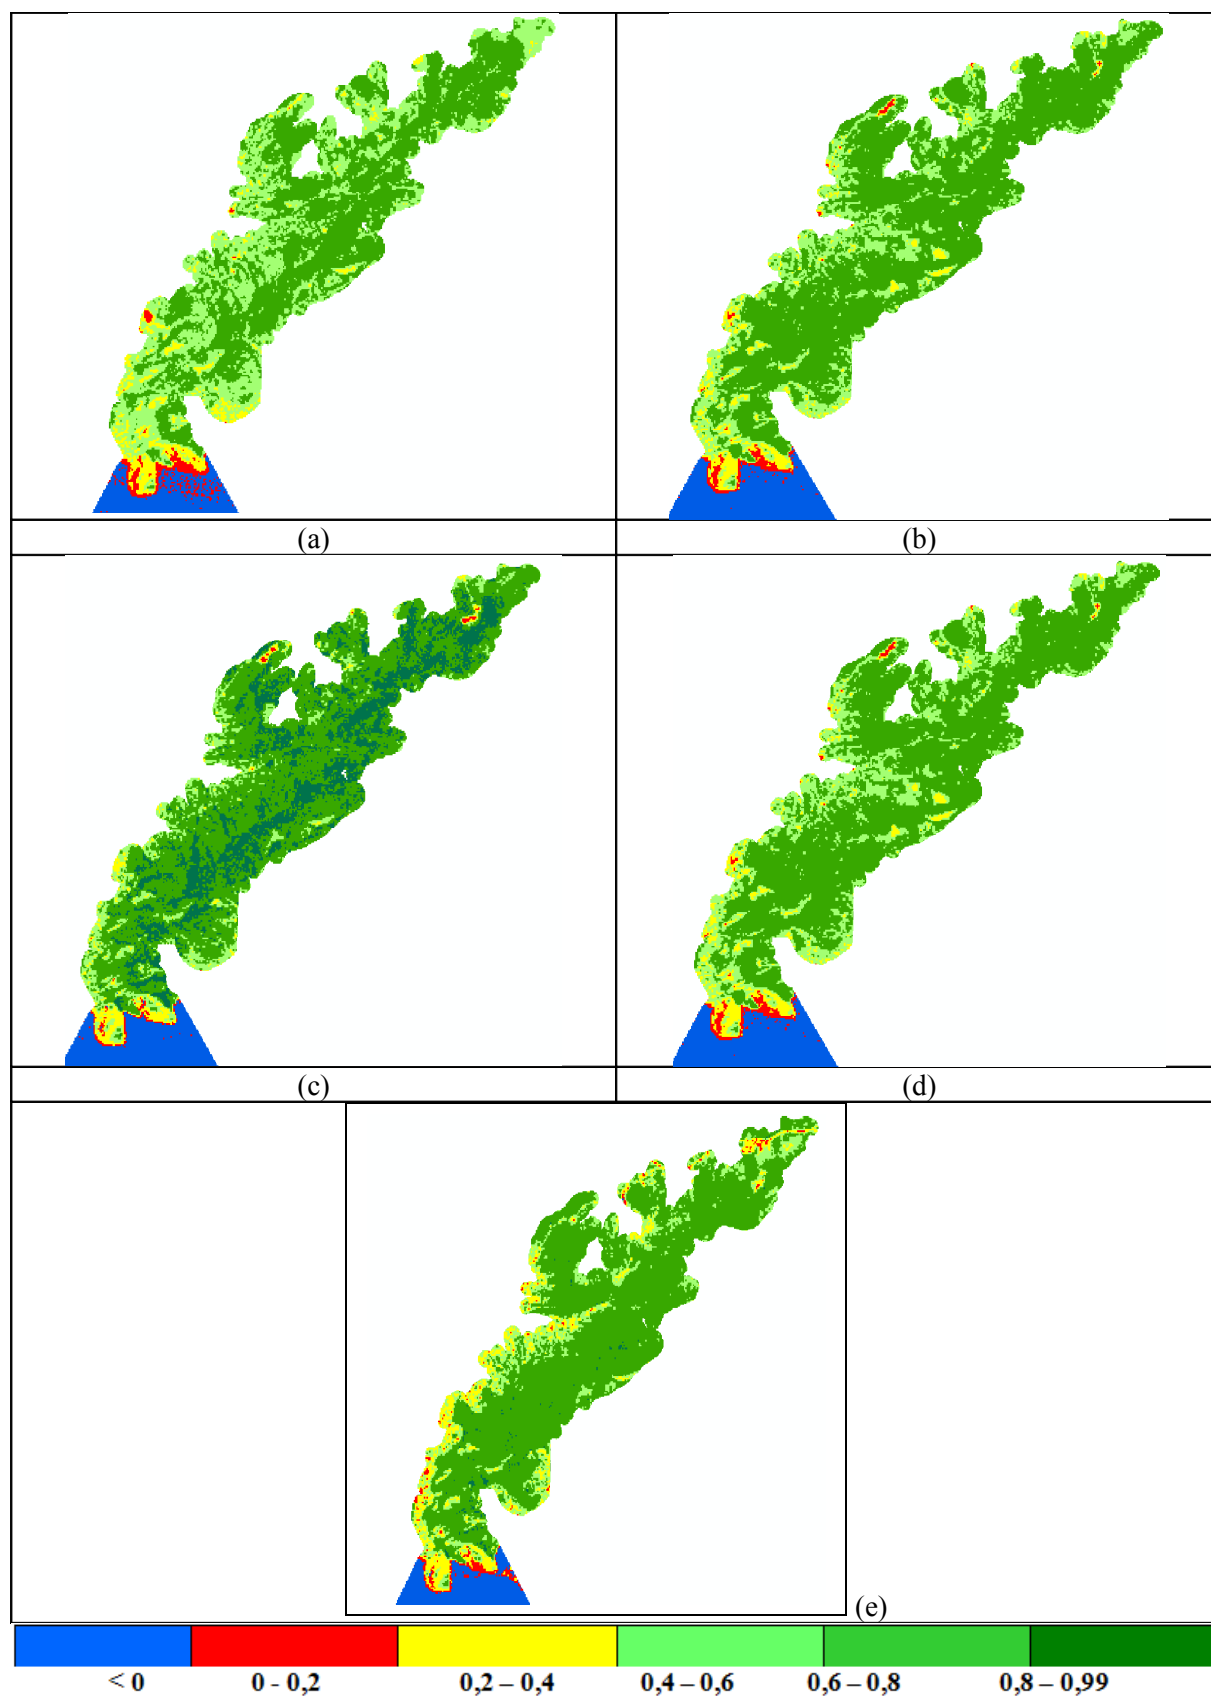 (a) (b)
(c) (d)
(e)
< 0 0 - 0,2 0,2 – 0,4 0,4 – 0,6 0,6 – 0,8 0,8 – 0,99